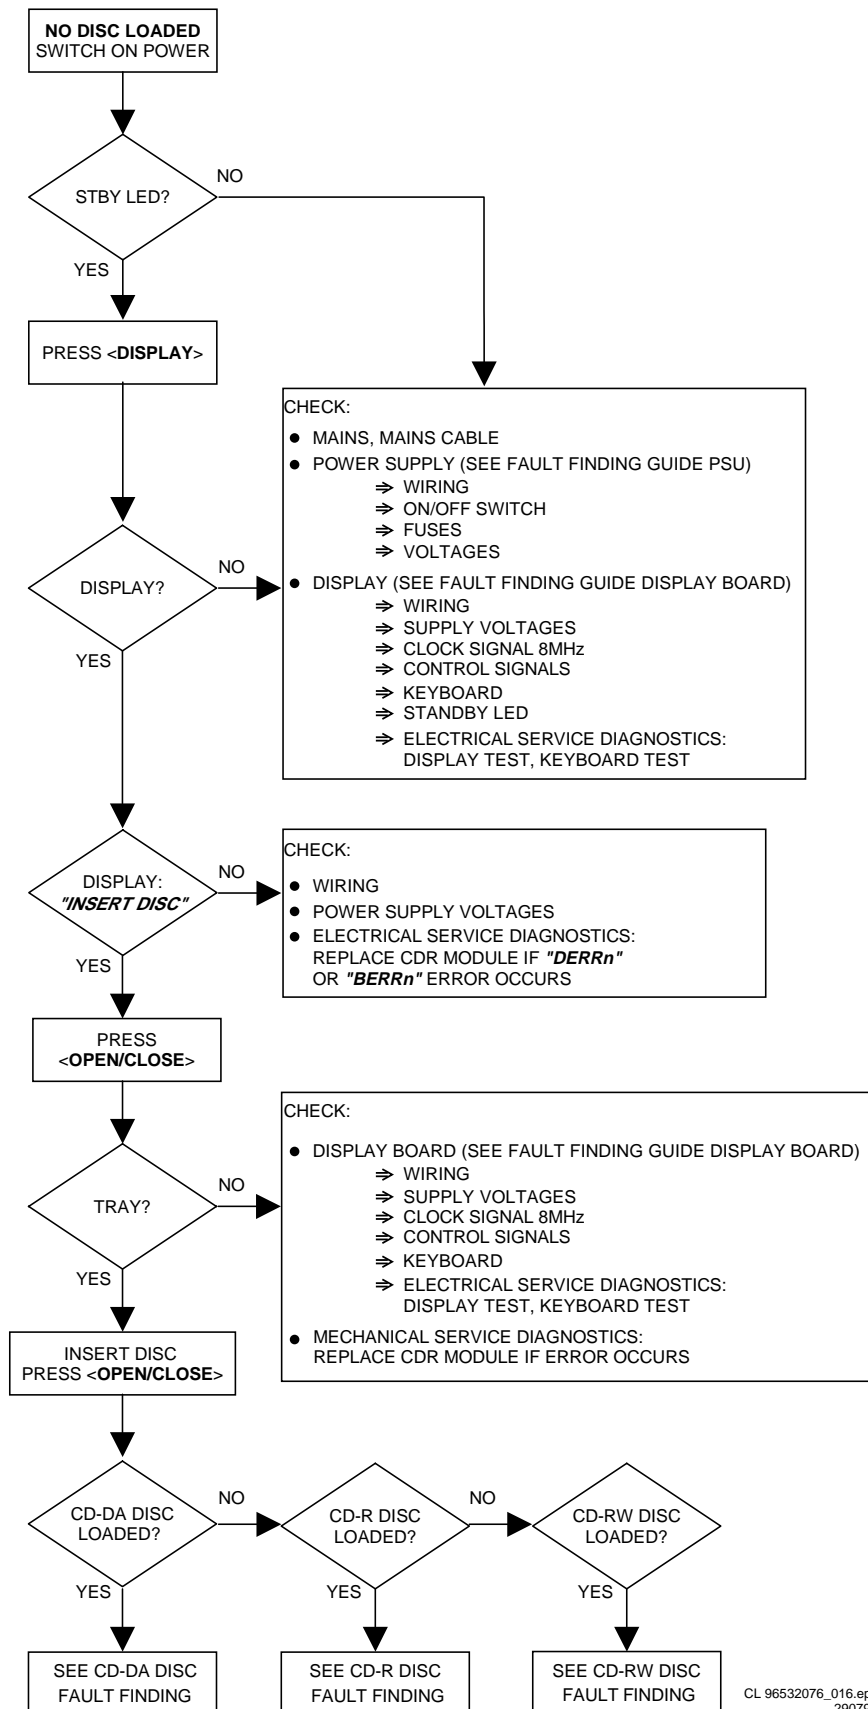 NO DISC LOADED
SWITCH ON POWER
STBY LED?
NO
YES
PRESS <DISPLAY>
CHECK:
● MAINS, MAINS CABLE
● POWER SUPPLY (SEE FAULT FINDING GUIDE PSU)
⇒ WIRING
⇒ ON/OFF SWITCH
⇒ FUSES
⇒ VOLTAGES
● DISPLAY (SEE FAULT FINDING GUIDE DISPLAY BOARD)
⇒ WIRING
⇒ SUPPLY VOLTAGES
⇒ CLOCK SIGNAL 8MHz
⇒ CONTROL SIGNALS
⇒ KEYBOARD
⇒ STANDBY LED
⇒ ELECTRICAL SERVICE DIAGNOSTICS:
DISPLAY TEST, KEYBOARD TEST
DISPLAY?
NO
YES
DISPLAY:
"INSERT DISC"
NO
YES
CHECK:
● WIRING
● POWER SUPPLY VOLTAGES
● ELECTRICAL SERVICE DIAGNOSTICS:
REPLACE CDR MODULE IF "DERRn"
OR "BERRn" ERROR OCCURS
PRESS
<OPEN/CLOSE>
TRAY?
NO
YES
CHECK:
● DISPLAY BOARD (SEE FAULT FINDING GUIDE DISPLAY BOARD)
⇒ WIRING
⇒ SUPPLY VOLTAGES
⇒ CLOCK SIGNAL 8MHz
⇒ CONTROL SIGNALS
⇒ KEYBOARD
⇒ ELECTRICAL SERVICE DIAGNOSTICS:
DISPLAY TEST, KEYBOARD TEST
● MECHANICAL SERVICE DIAGNOSTICS:
REPLACE CDR MODULE IF ERROR OCCURS
INSERT DISC
PRESS <OPEN/CLOSE>
CD-DA DISC
LOADED?
NO
YES
CD-R DISC
LOADED?
NO
YES
CD-RW DISC
LOADED?
YES
SEE CD-DA DISC
FAULT FINDING
SEE CD-R DISC
FAULT FINDING
SEE CD-RW DISC
FAULT FINDING
CL 96532076_016.ep